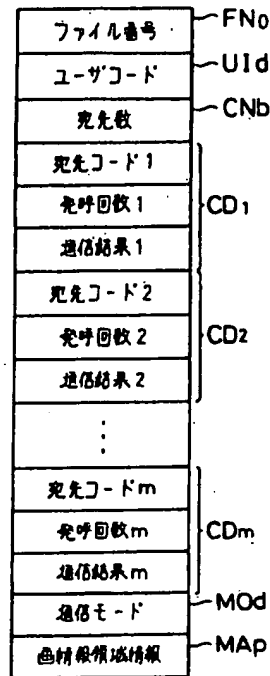 ファイル番号 FNo
ユーザコード UId
宛先数 CNb
宛先コード1
発呼回数1 CD1
通信結果1
宛先コード2
発呼回数2 CD2
通信結果2
⋮
宛先コードm
発呼回数m CDm
通信結果m
通信モード MOd
画情報領域情報 MAp